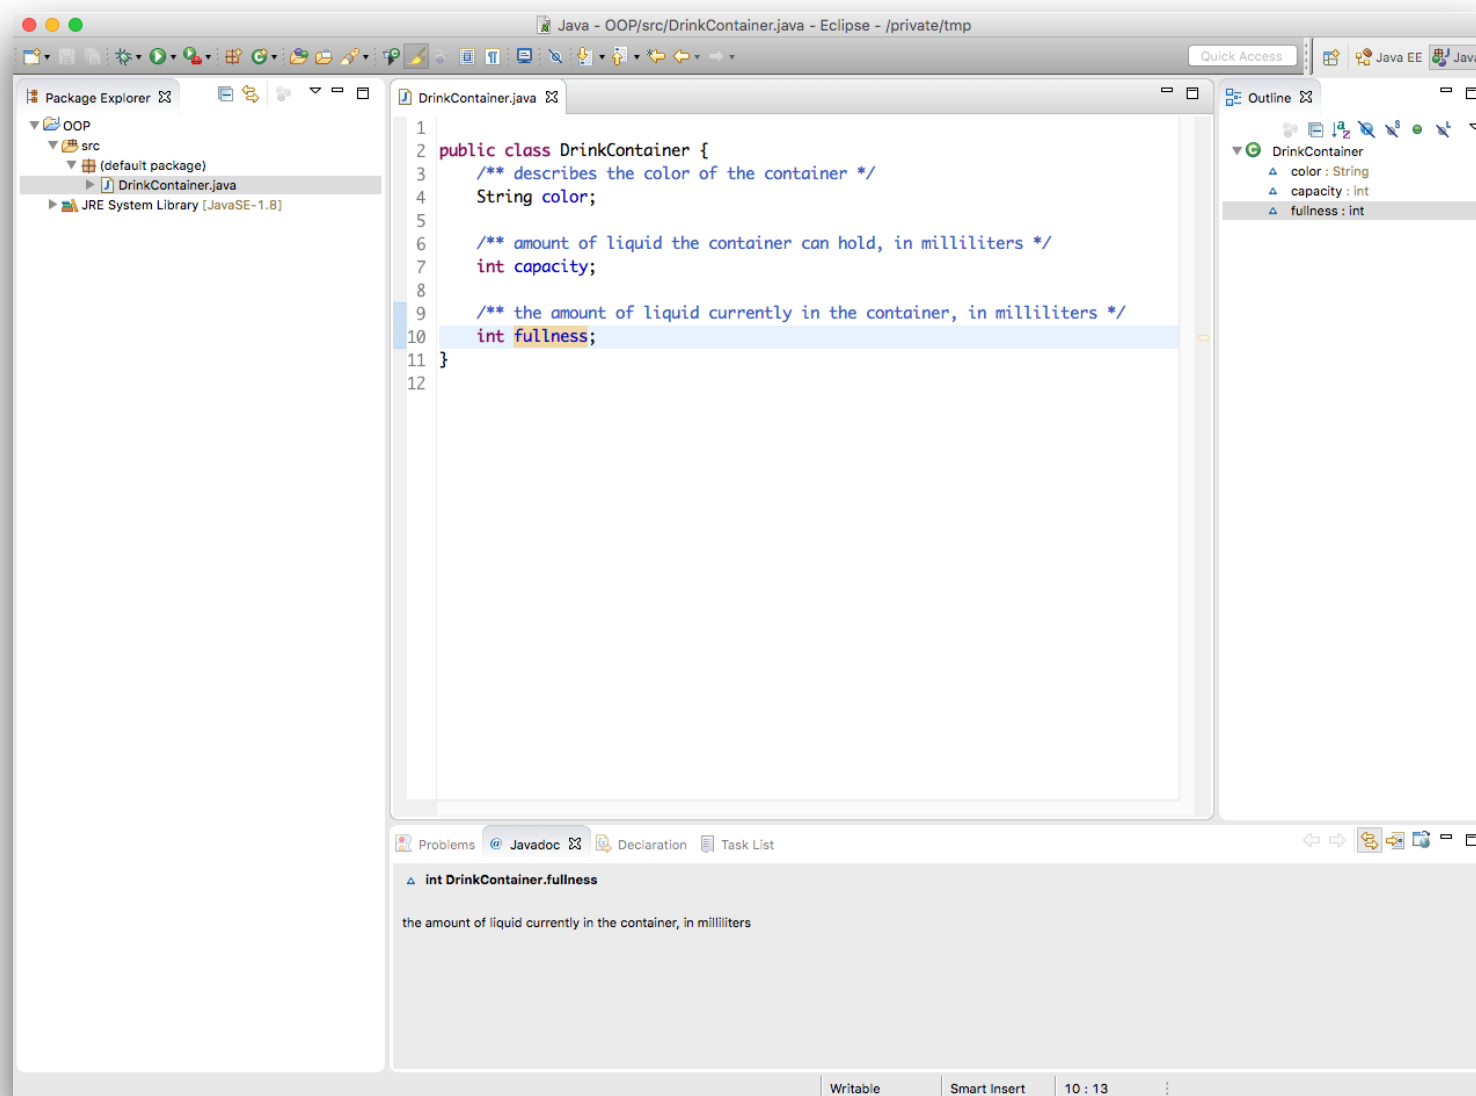 Java - OOP/src/DrinkContainer.java - Eclipse - /private/tmp
Quick Access
Java EE
Java
Package Explorer
OOP
src
(default package)
DrinkContainer.java
JRE System Library [JavaSE-1.8]
DrinkContainer.java
1
2 public class DrinkContainer {
3 /** describes the color of the container */
4 String color;
5
6 /** amount of liquid the container can hold, in milliliters */
7 int capacity;
8
9 /** the amount of liquid currently in the container, in milliliters */
10 int fullness;
11 }
12
Outline
DrinkContainer
color : String
capacity : int
fullness : int
Problems @ Javadoc Declaration Task List
int DrinkContainer.fullness
the amount of liquid currently in the container, in milliliters
Writable Smart Insert 10 : 13